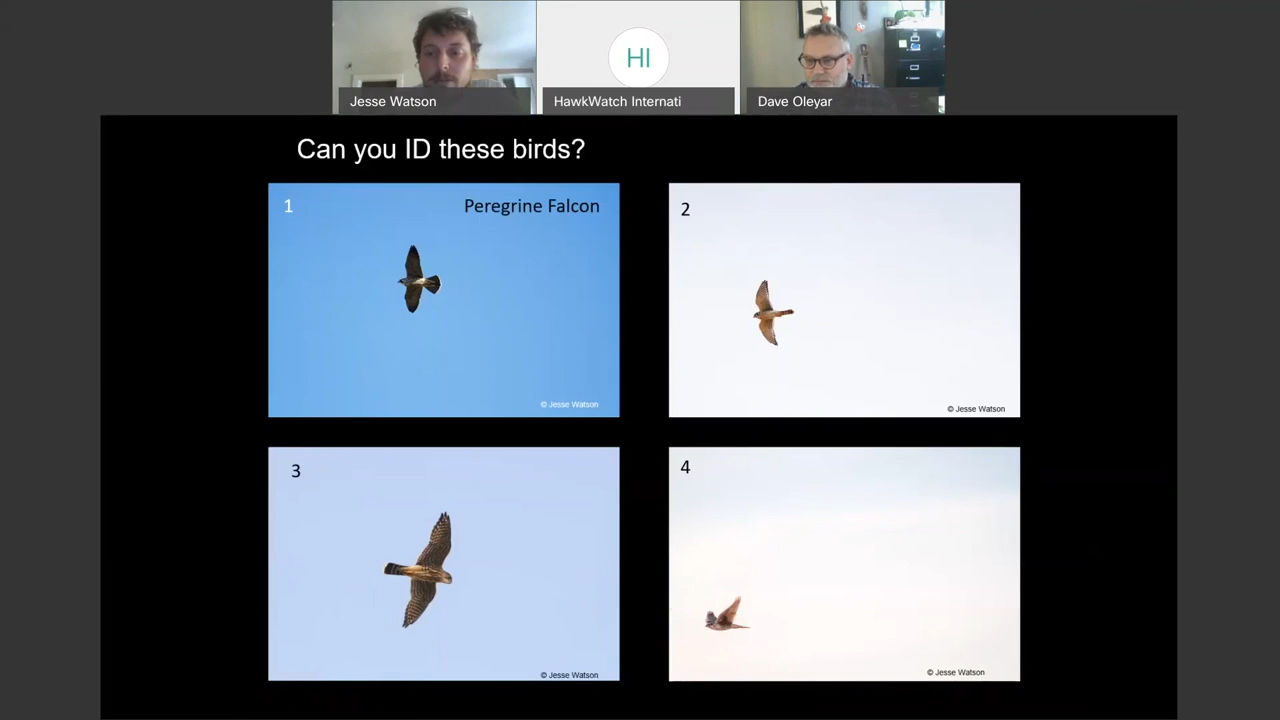 HI
Jesse Watson
HawkWatch Internati
Dave Oleyar
Can you ID these birds?
1
Peregrine Falcon
© Jesse Watson
2
© Jesse Watson
3
© Jesse Watson
4
© Jesse Watson